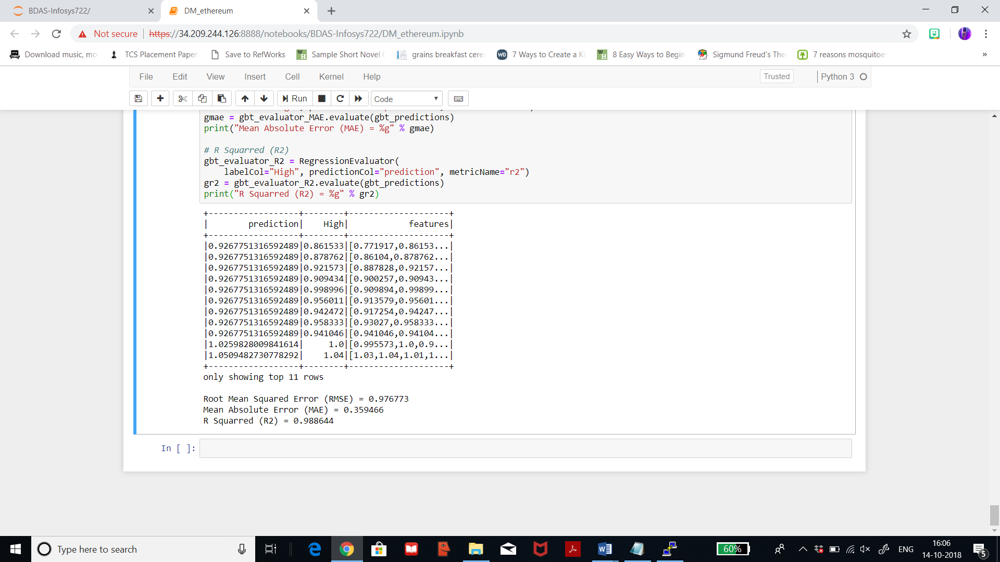 BDAS-Infosys722/
DM_ethereum
Not secure https://34.209.244.126:8888/notebooks/BDAS-Infosys722/DM_ethereum.ipynb
Download music, mo
TCS Placement Paper
Save to RefWorks
Sample Short Novel
grains breakfast cere
WD 7 Ways to Create a Ki
8 Easy Ways to Begin
Sigmund Freud's The
7 reasons mosquitoe
»
File Edit View Insert Cell Kernel Help Trusted Python 3
Run Code
gmae = gbt_evaluator_MAE.evaluate(gbt_predictions)
print("Mean Absolute Error (MAE) = %g" % gmae)
# R Squarred (R2)
gbt_evaluator_R2 = RegressionEvaluator(
    labelCol="High", predictionCol="prediction", metricName="r2")
gr2 = gbt_evaluator_R2.evaluate(gbt_predictions)
print("R Squarred (R2) = %g" % gr2)
+------------------+--------+--------------------+
|        prediction|    High|            features|
+------------------+--------+--------------------+
|0.9267751316592489|0.861533|[0.771917,0.86153...|
|0.9267751316592489|0.878762|[0.86104,0.878762...|
|0.9267751316592489|0.921573|[0.887828,0.92157...|
|0.9267751316592489|0.909434|[0.900257,0.90943...|
|0.9267751316592489|0.998996|[0.909894,0.99899...|
|0.9267751316592489|0.956011|[0.913579,0.95601...|
|0.9267751316592489|0.942472|[0.917254,0.94247...|
|0.9267751316592489|0.958333|[0.93027,0.958333...|
|0.9267751316592489|0.941046|[0.941046,0.94104...|
|1.0259828009841614|     1.0|[0.995573,1.0,0.9...|
|1.0509482730778292|    1.04|[1.03,1.04,1.01,1...|
+------------------+--------+--------------------+
only showing top 11 rows
Root Mean Squared Error (RMSE) = 0.976773
Mean Absolute Error (MAE) = 0.359466
R Squarred (R2) = 0.988644
In [ ]:
Type here to search
60%
ENG
16:06
14-10-2018
5